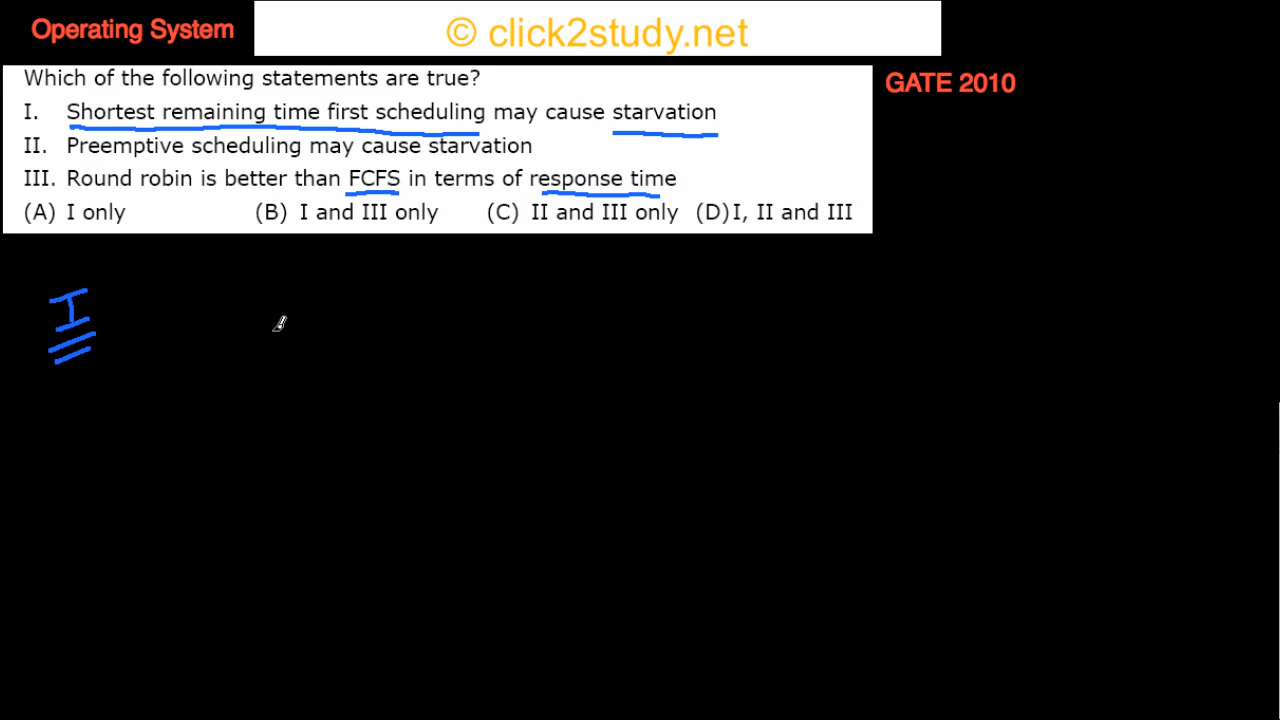 Operating System
© click2study.net
GATE 2010
Which of the following statements are true?
I. Shortest remaining time first scheduling may cause starvation
II. Preemptive scheduling may cause starvation
III. Round robin is better than FCFS in terms of response time
(A) I only (B) I and III only (C) II and III only (D) I, II and III
I